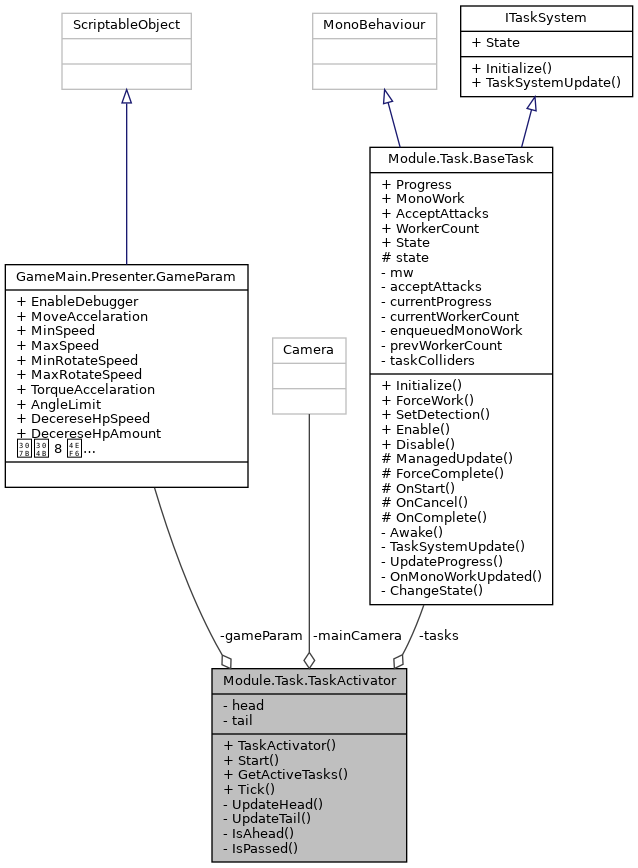 ScriptableObject
MonoBehaviour
ITaskSystem
+ State
+ Initialize()
+ TaskSystemUpdate()
Module.Task.BaseTask
+ Progress
+ MonoWork
+ AcceptAttacks
+ WorkerCount
+ State
# state
- mw
- acceptAttacks
- currentProgress
- currentWorkerCount
- enqueuedMonoWork
- prevWorkerCount
- taskColliders
+ Initialize()
+ ForceWork()
+ SetDetection()
+ Enable()
+ Disable()
# ManagedUpdate()
# ForceComplete()
# OnStart()
# OnCancel()
# OnComplete()
- Awake()
- TaskSystemUpdate()
- UpdateProgress()
- OnMonoWorkUpdated()
- ChangeState()
GameMain.Presenter.GameParam
+ EnableDebugger
+ MoveAccelaration
+ MinSpeed
+ MaxSpeed
+ MinRotateSpeed
+ MaxRotateSpeed
+ TorqueAccelaration
+ AngleLimit
+ DecereseHpSpeed
+ DecereseHpAmount
8 ...
Camera
-gameParam
-mainCamera
-tasks
Module.Task.TaskActivator
- head
- tail
+ TaskActivator()
+ Start()
+ GetActiveTasks()
+ Tick()
- UpdateHead()
- UpdateTail()
- IsAhead()
- IsPassed()